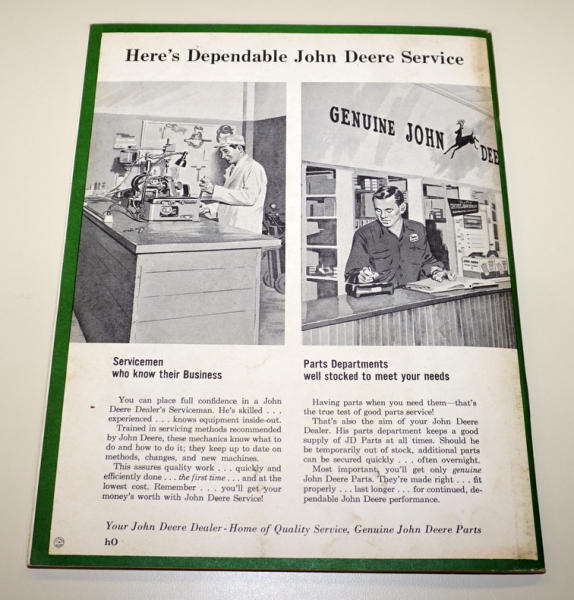 Here's Dependable John Deere Service
GENUINE JOHN DEE
Servicemen
who know their Business
You can place full confidence in a John
Deere Dealer's Serviceman. He's skilled . . .
experienced . . . knows equipment inside-out.
Trained in servicing methods recommended
by John Deere, these mechanics know what to
do and how to do it; they keep up to date on
methods, changes, and new machines.
This assures quality work . . . quickly and
efficiently done . . . the first time . . . and at the
lowest cost. Remember . . . you'll get your
money's worth with John Deere Service!
Parts Departments
well stocked to meet your needs
Having parts when you need them—that's
the true test of good parts service!
That's also the aim of your John Deere
Dealer. His parts department keeps a good
supply of JD Parts at all times. Should he
be temporarily out of stock, additional parts
can be secured quickly . . . often overnight.
Most important, you'll get only genuine
John Deere Parts. They're made right . . . fit
properly . . . last longer . . . for continued, de-
pendable John Deere performance.
Your John Deere Dealer - Home of Quality Service, Genuine John Deere Parts
hO